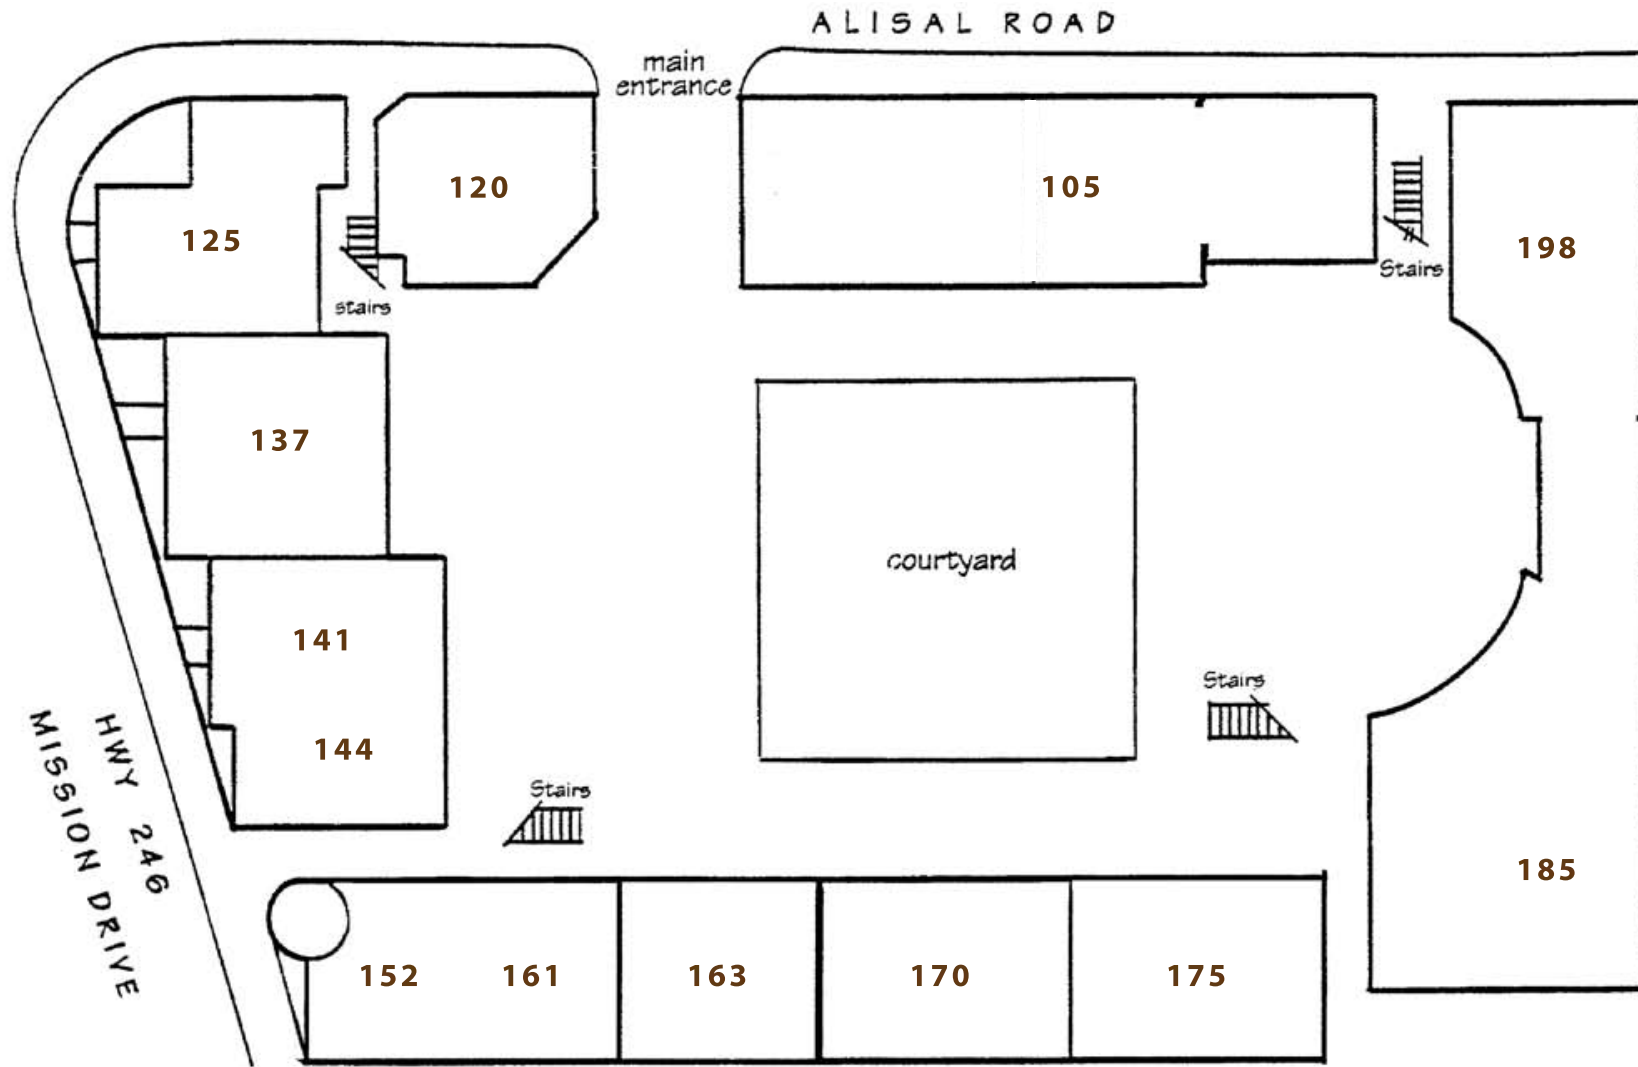 ALISAL ROAD
main
entrance
120
105
125
198
Stairs
stairs
137
courtyard
141
Stairs
144
HWY 246
MISSION DRIVE
Stairs
185
152
161
163
170
175